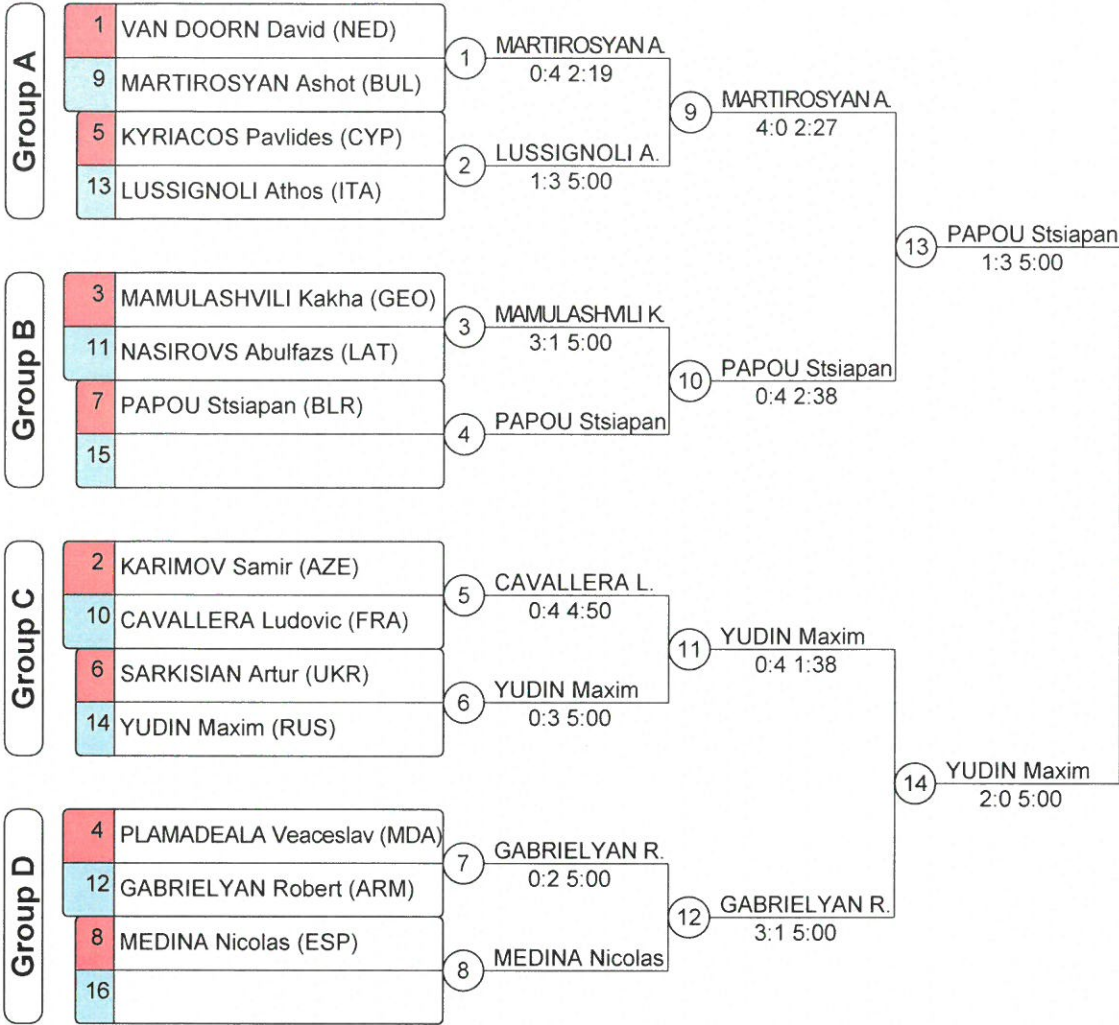 Group A
1 VAN DOORN David (NED)
9 MARTIROSYAN Ashot (BUL)
5 KYRIACOS Pavlides (CYP)
13 LUSSIGNOLI Athos (ITA)
1 MARTIROSYAN A.
0:4 2:19
2 LUSSIGNOLI A.
1:3 5:00
9 MARTIROSYAN A.
4:0 2:27
Group B
3 MAMULASHVILI Kakha (GEO)
11 NASIROVS Abulfazs (LAT)
7 PAPOU Stsiapan (BLR)
15
3 MAMULASHVILI K.
3:1 5:00
4 PAPOU Stsiapan
10 PAPOU Stsiapan
0:4 2:38
13 PAPOU Stsiapan
1:3 5:00
Group C
2 KARIMOV Samir (AZE)
10 CAVALLERA Ludovic (FRA)
6 SARKISIAN Artur (UKR)
14 YUDIN Maxim (RUS)
5 CAVALLERA L.
0:4 4:50
6 YUDIN Maxim
0:3 5:00
11 YUDIN Maxim
0:4 1:38
Group D
4 PLAMADEALA Veaceslav (MDA)
12 GABRIELYAN Robert (ARM)
8 MEDINA Nicolas (ESP)
16
7 GABRIELYAN R.
0:2 5:00
8 MEDINA Nicolas
12 GABRIELYAN R.
3:1 5:00
14 YUDIN Maxim
2:0 5:00